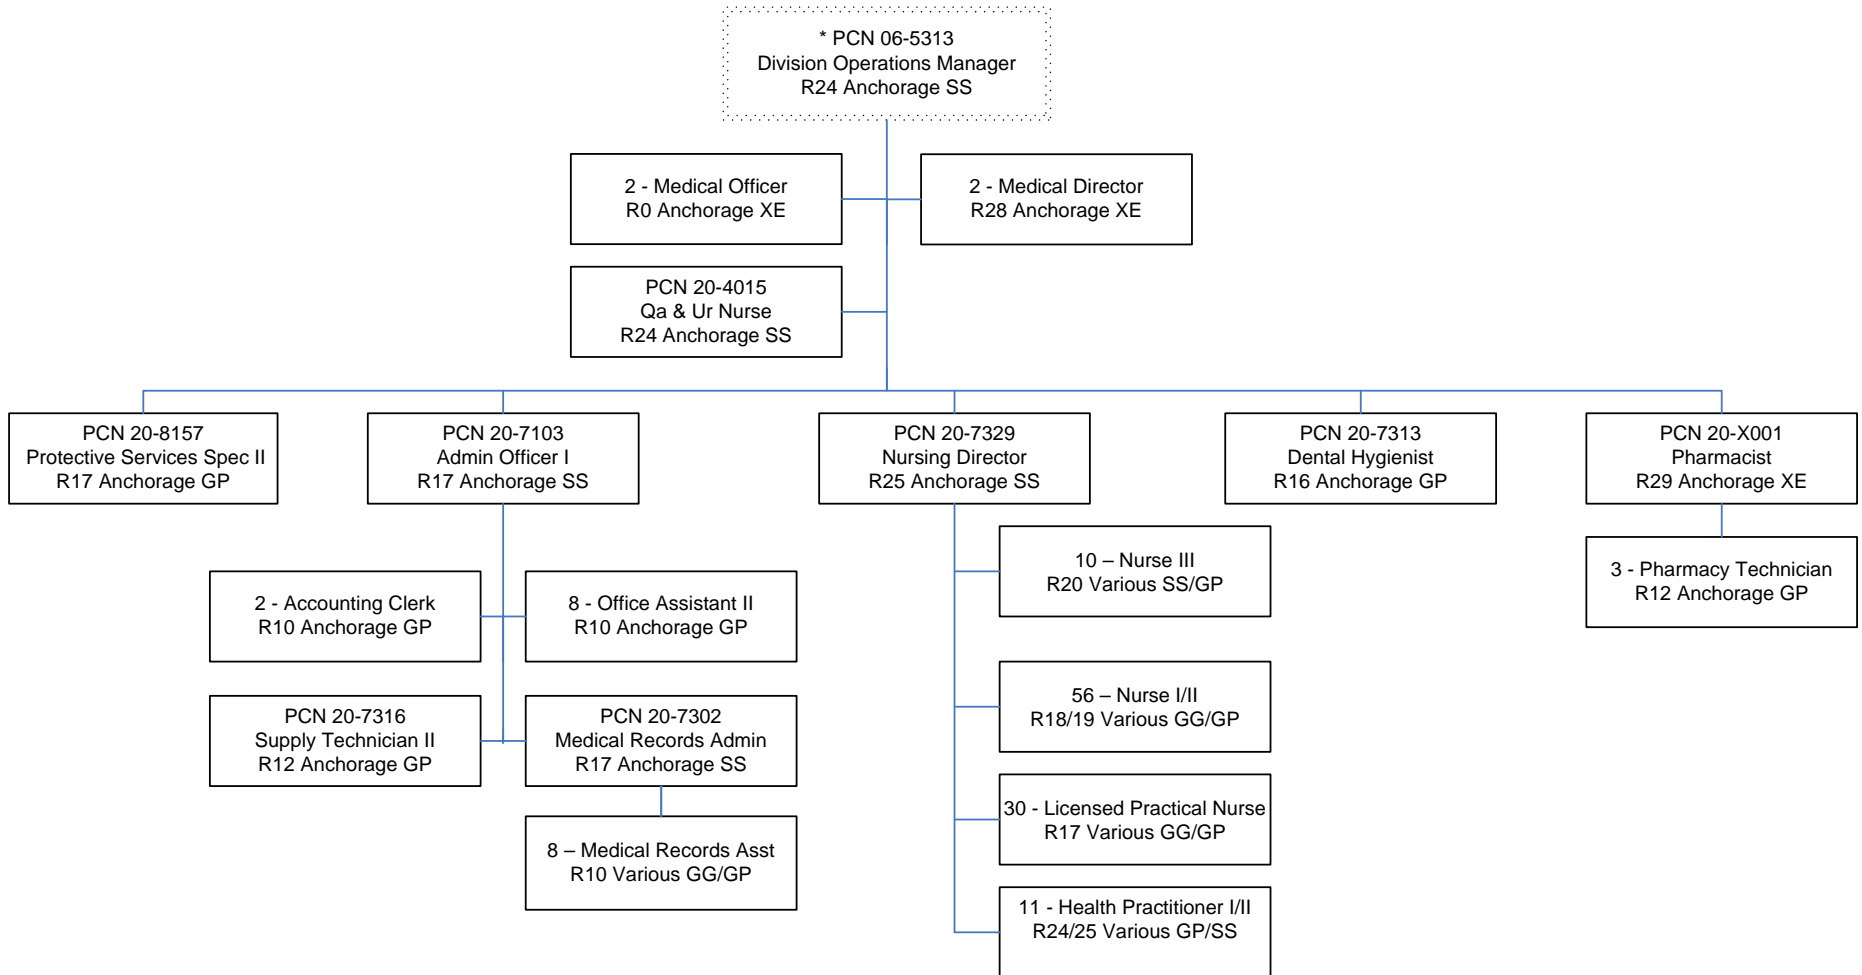 * PCN 06-5313
Division Operations Manager
R24 Anchorage SS
2 - Medical Officer
R0 Anchorage XE
2 - Medical Director
R28 Anchorage XE
PCN 20-4015
Qa & Ur Nurse
R24 Anchorage SS
PCN 20-8157
Protective Services Spec II
R17 Anchorage GP
PCN 20-7103
Admin Officer I
R17 Anchorage SS
PCN 20-7329
Nursing Director
R25 Anchorage SS
PCN 20-7313
Dental Hygienist
R16 Anchorage GP
PCN 20-X001
Pharmacist
R29 Anchorage XE
2 - Accounting Clerk
R10 Anchorage GP
8 - Office Assistant II
R10 Anchorage GP
PCN 20-7316
Supply Technician II
R12 Anchorage GP
PCN 20-7302
Medical Records Admin
R17 Anchorage SS
8 – Medical Records Asst
R10 Various GG/GP
10 – Nurse III
R20 Various SS/GP
56 – Nurse I/II
R18/19 Various GG/GP
30 - Licensed Practical Nurse
R17 Various GG/GP
11 - Health Practitioner I/II
R24/25 Various GP/SS
3 - Pharmacy Technician
R12 Anchorage GP